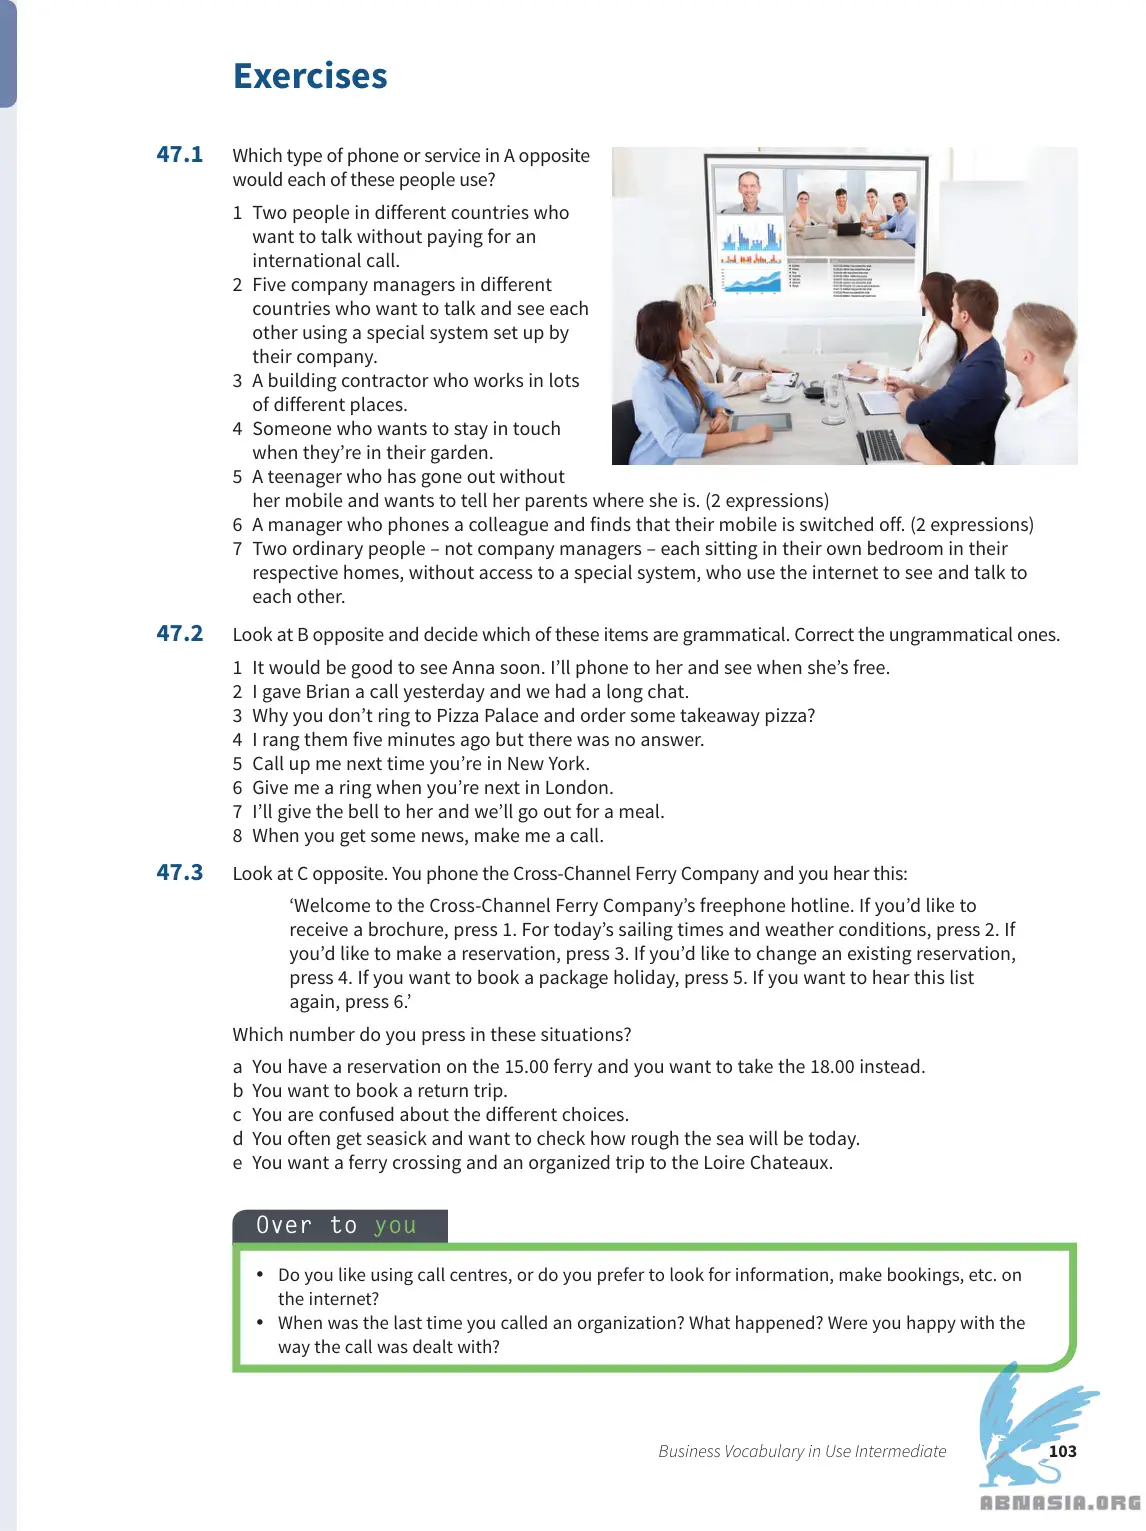 Exercises
47.1 Which type of phone or service in A opposite
would each of these people use?
1 Two people in different countries who
want to talk without paying for an
international call.
2 Five company managers in different
countries who want to talk and see each
other using a special system set up by
their company.
3 A building contractor who works in lots
of different places.
4 Someone who wants to stay in touch
when they’re in their garden.
5 A teenager who has gone out without
her mobile and wants to tell her parents where she is. (2 expressions)
6 A manager who phones a colleague and finds that their mobile is switched off. (2 expressions)
7 Two ordinary people – not company managers – each sitting in their own bedroom in their
respective homes, without access to a special system, who use the internet to see and talk to
each other.
47.2 Look at B opposite and decide which of these items are grammatical. Correct the ungrammatical ones.
1 It would be good to see Anna soon. I’ll phone to her and see when she’s free.
2 I gave Brian a call yesterday and we had a long chat.
3 Why you don’t ring to Pizza Palace and order some takeaway pizza?
4 I rang them five minutes ago but there was no answer.
5 Call up me next time you’re in New York.
6 Give me a ring when you’re next in London.
7 I’ll give the bell to her and we’ll go out for a meal.
8 When you get some news, make me a call.
47.3 Look at C opposite. You phone the Cross-Channel Ferry Company and you hear this:
‘Welcome to the Cross-Channel Ferry Company’s freephone hotline. If you’d like to
receive a brochure, press 1. For today’s sailing times and weather conditions, press 2. If
you’d like to make a reservation, press 3. If you’d like to change an existing reservation,
press 4. If you want to book a package holiday, press 5. If you want to hear this list
again, press 6.’
Which number do you press in these situations?
a You have a reservation on the 15.00 ferry and you want to take the 18.00 instead.
b You want to book a return trip.
c You are confused about the different choices.
d You often get seasick and want to check how rough the sea will be today.
e You want a ferry crossing and an organized trip to the Loire Chateaux.
Over to you
• Do you like using call centres, or do you prefer to look for information, make bookings, etc. on
the internet?
• When was the last time you called an organization? What happened? Were you happy with the
way the call was dealt with?
Business Vocabulary in Use Intermediate 103
ABNASIA.ORG